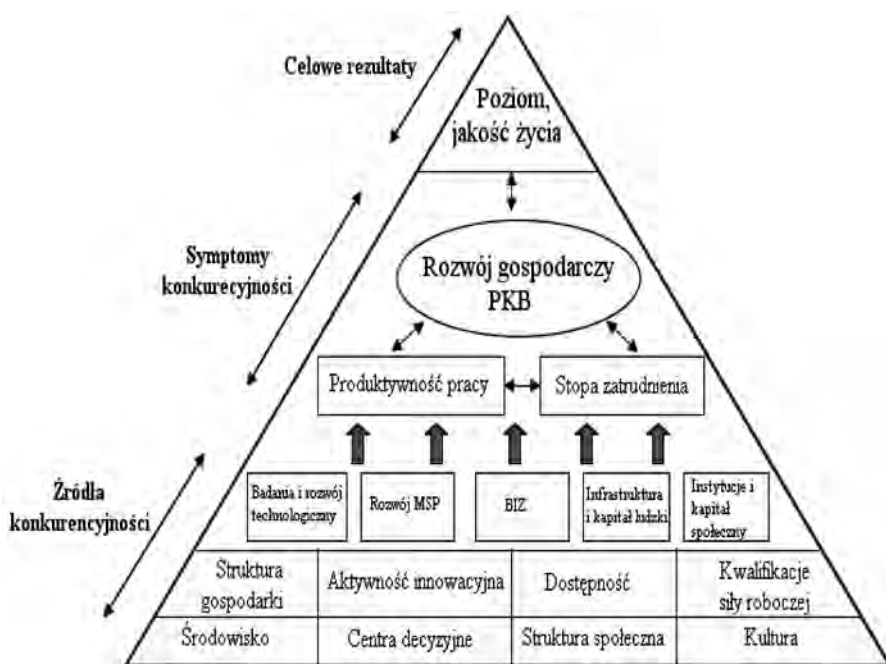 Celowe rezultaty
Poziom,
jakość życia
Symptomy
konkurecyjności
Rozwój gospodarczy
PKB
Produktywność pracy
Stopa zatrudnienia
Źródła
konkurencyjności
Badania i rozwój
technologiczny
Rozwój MSP
BIZ
Infrastruktura
i kapitał ludzki
Instytucje i
kapitał
społeczny
Struktura
gospodarki
Aktywność innowacyjna
Dostępność
Kwalifikacje
siły roboczej
Środowisko
Centra decyzyjne
Struktura społeczna
Kultura